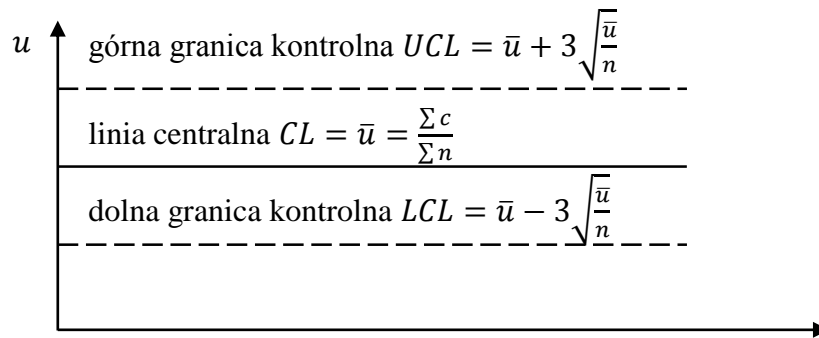 u
górna granica kontrolna UCL = u̅ + 3√(u̅/n)
linia centralna CL = u̅ = ∑ c / ∑ n
dolna granica kontrolna LCL = u̅ − 3√(u̅/n)